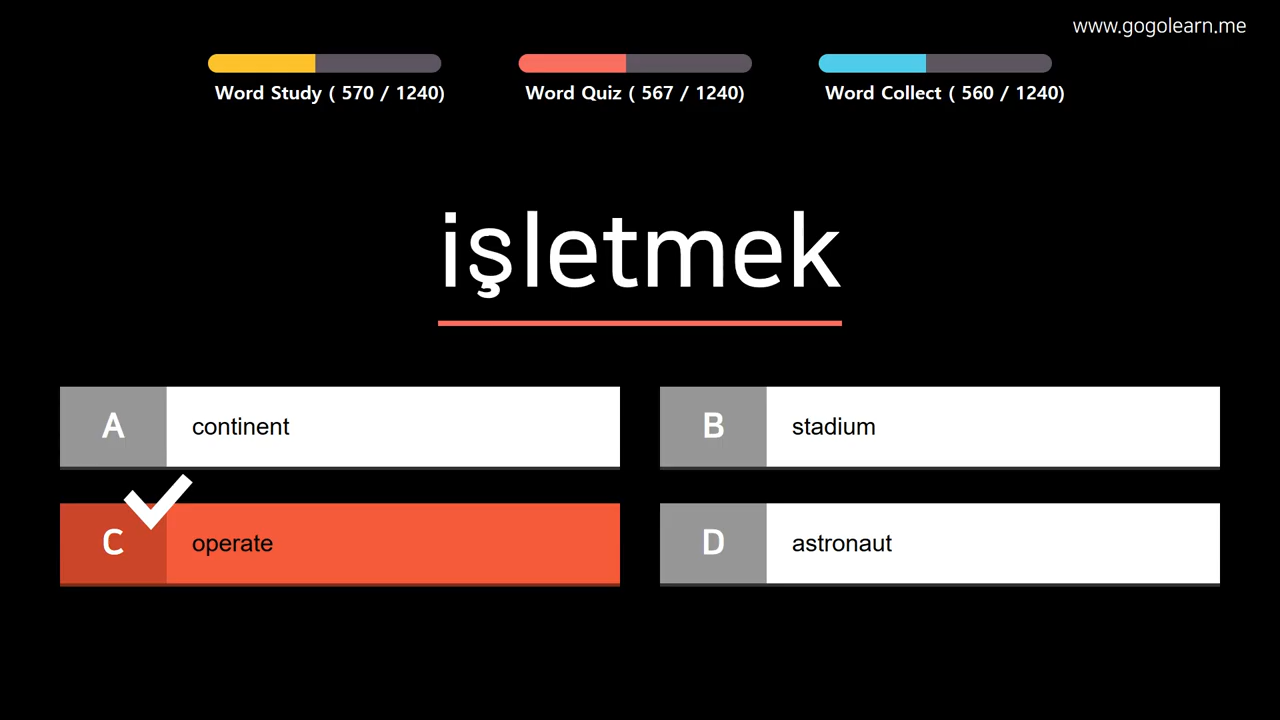 www.gogolearn.me
Word Study ( 570 / 1240)
Word Quiz ( 567 / 1240)
Word Collect ( 560 / 1240)
işletmek
A continent
B stadium
C operate
D astronaut